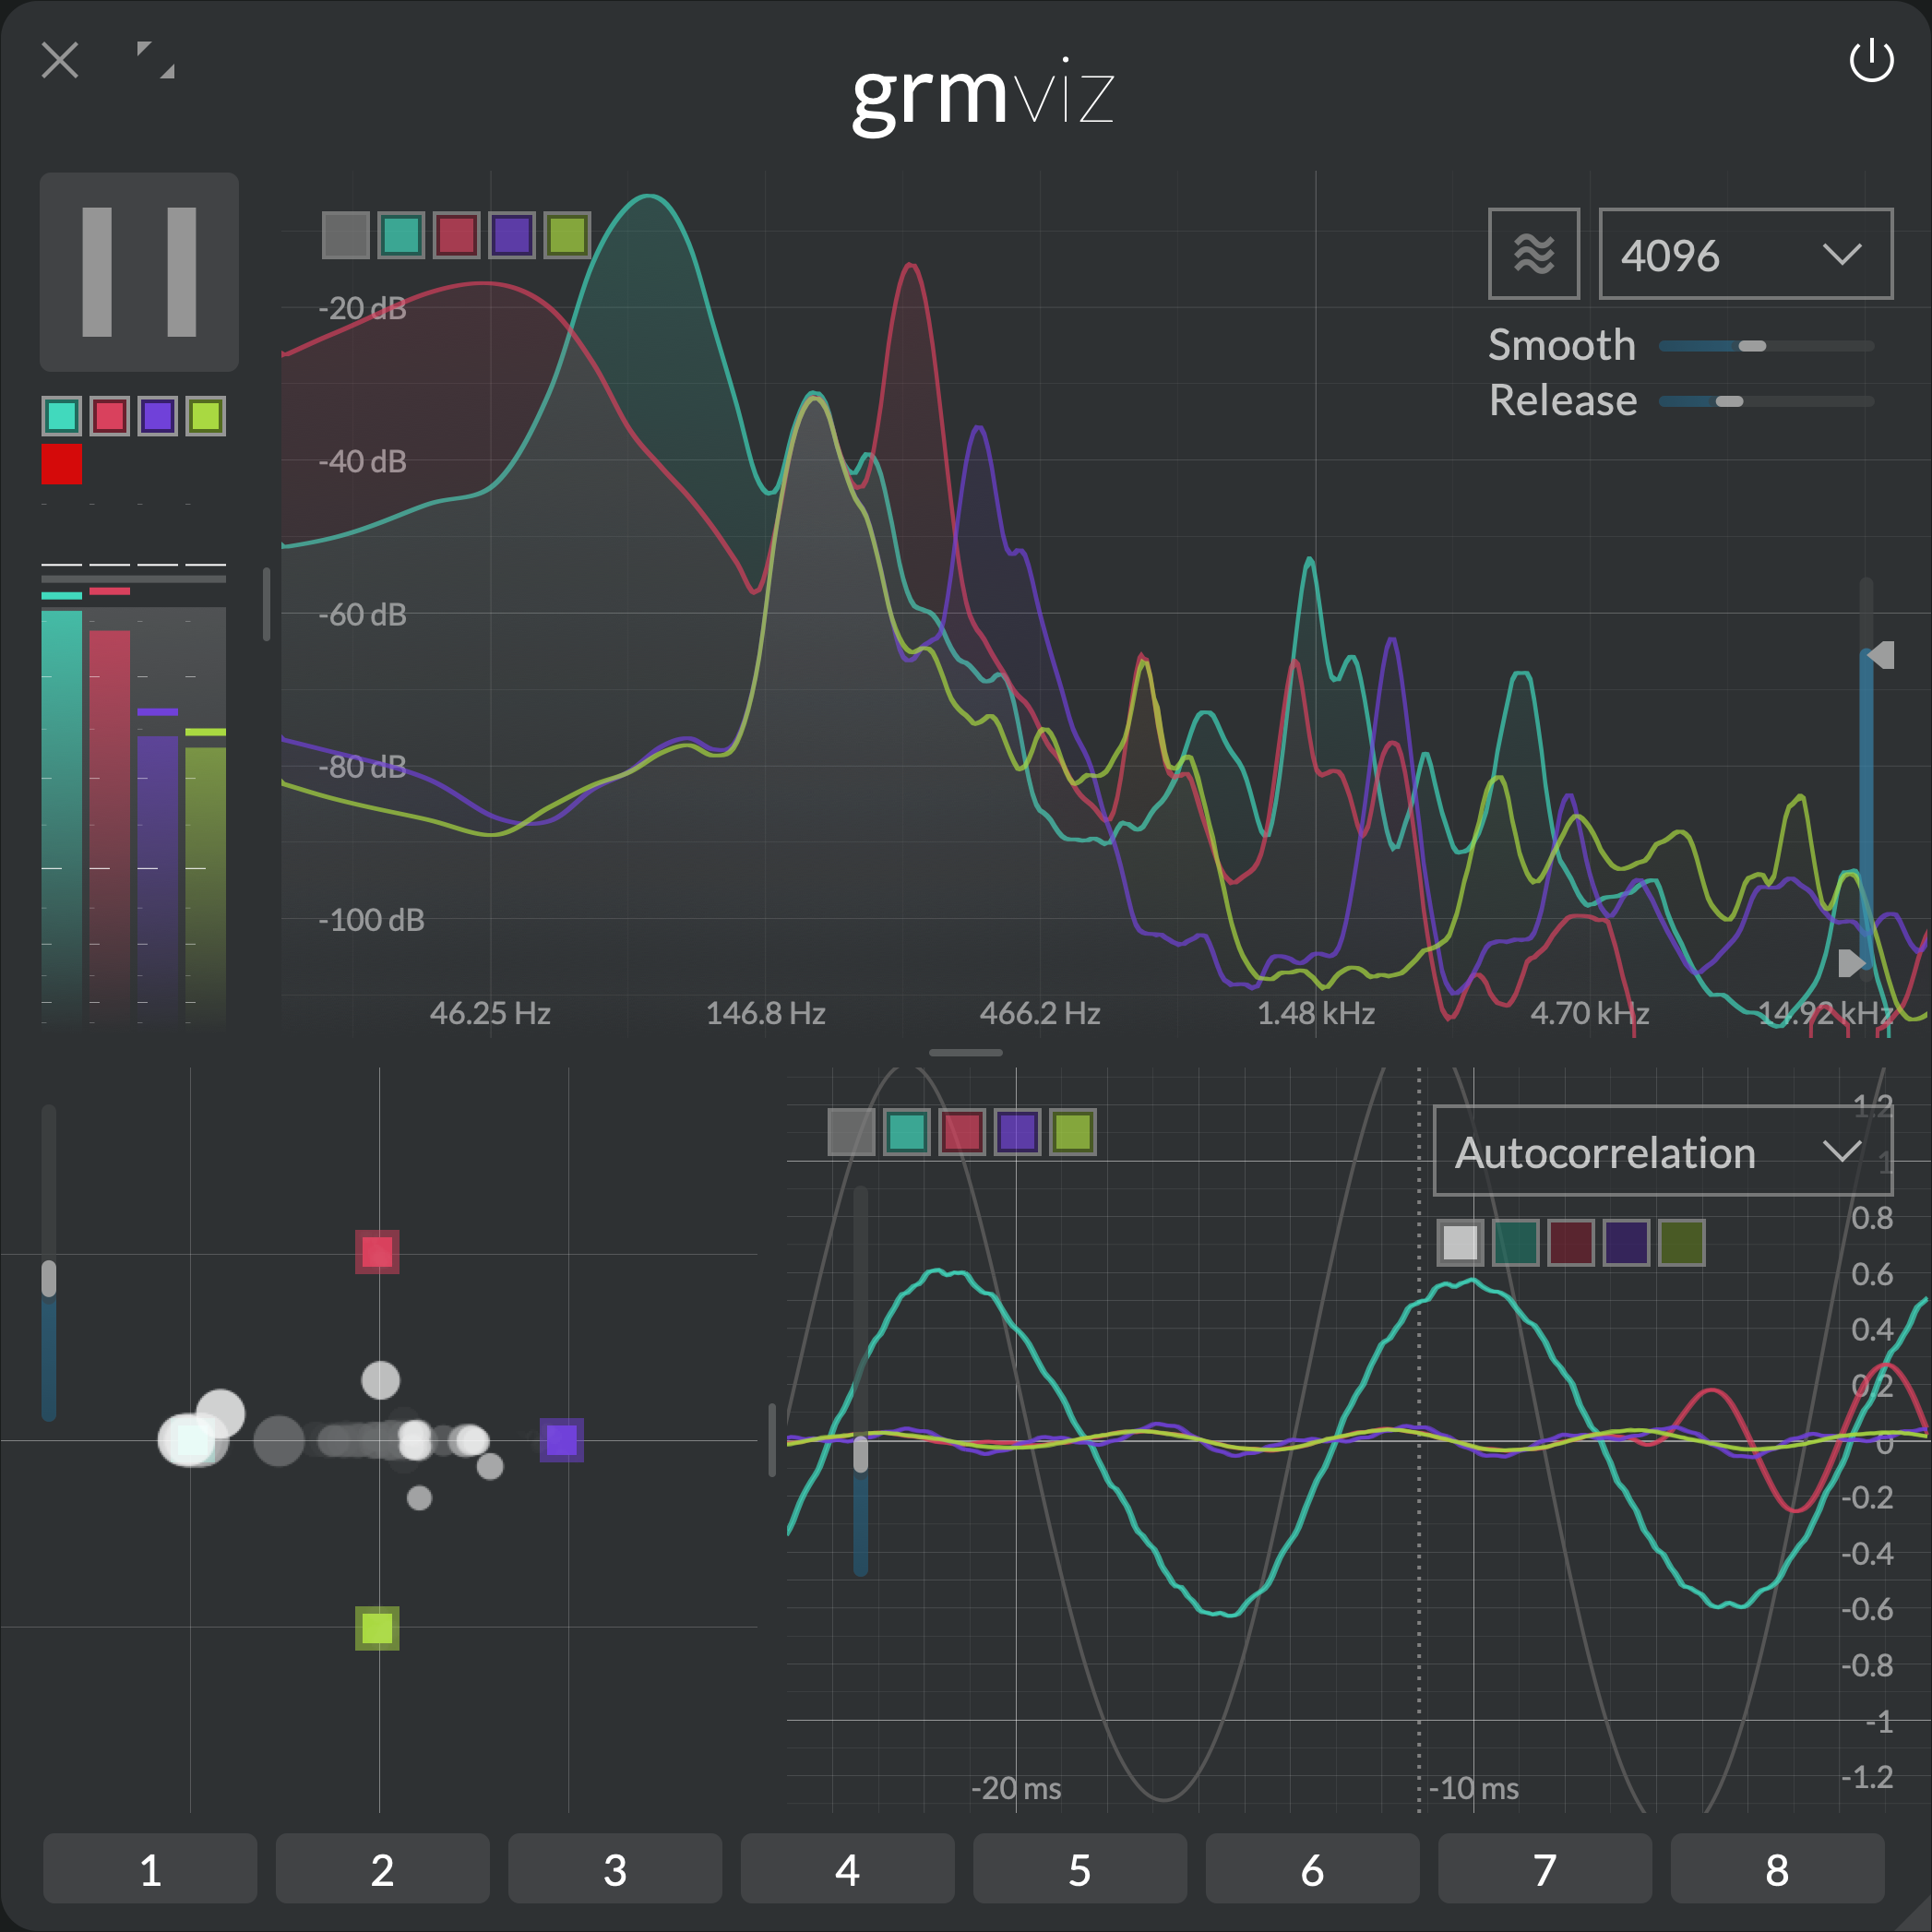 grmviz
4096
Smooth
Release
-20 dB
-40 dB
-60 dB
-80 dB
-100 dB
46.25 Hz
146.8 Hz
466.2 Hz
1.48 kHz
4.70 kHz
14.92 kHz
Autocorrelation
1.2
1
0.8
0.6
0.4
0.2
0
-0.2
-0.4
-0.6
-0.8
-1
-1.2
-20 ms
-10 ms
1 2 3 4 5 6 7 8